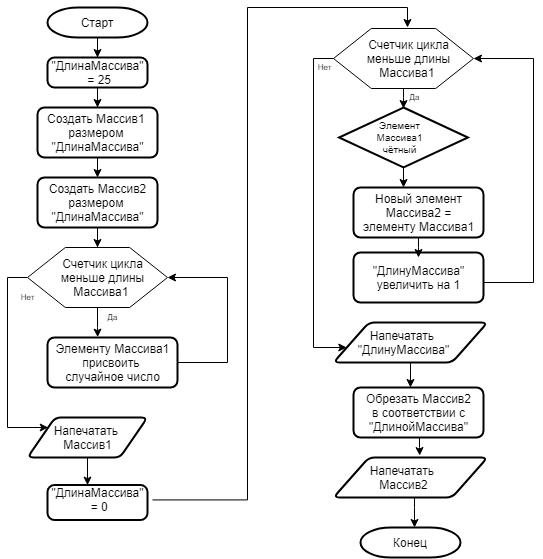 Старт
"ДлинаМассива"
= 25
Создать Массив1
размером
"ДлинаМассива"
Создать Массив2
размером
"ДлинаМассива"
Счетчик цикла
меньше длины
Массива1
Нет
Да
Элементу Массива1
присвоить
случайное число
Напечатать
Массив1
"ДлинаМассива"
= 0
Счетчик цикла
меньше длины
Массива1
Нет
Да
Элемент
Массива1
чётный
Новый элемент
Массива2 =
элементу Массива1
"ДлинуМассива"
увеличить на 1
Напечатать
"ДлинуМассива"
Обрезать Массив2
в соответствии с
"ДлинойМассива"
Напечатать
Массив2
Конец